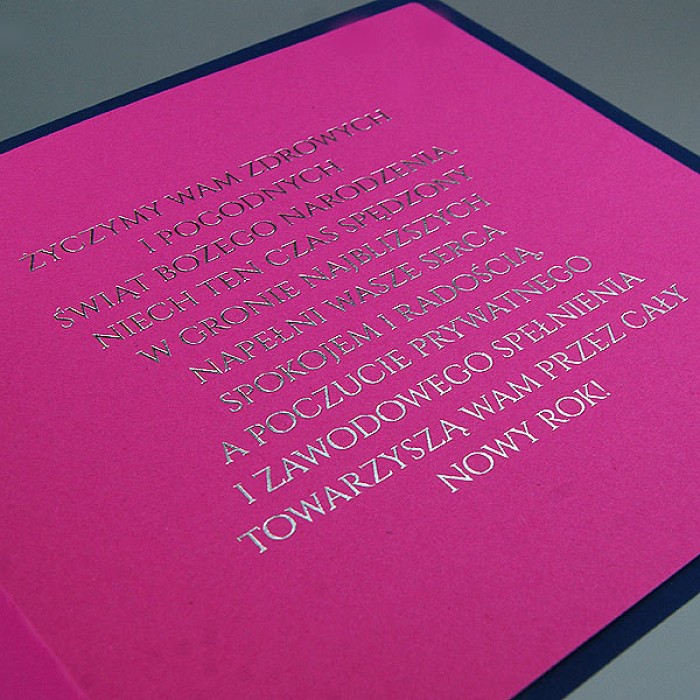 ŻYCZYMY WAM ZDROWYCH
I POGODNYCH
ŚWIĄT BOŻEGO NARODZENIA.
NIECH TEN CZAS SPĘDZONY
W GRONIE NAJBLIŻSZYCH
NAPEŁNI WASZE SERCA
SPOKOJEM I RADOŚCIĄ,
A POCZUCIE PRYWATNEGO
I ZAWODOWEGO SPEŁNIENIA
TOWARZYSZĄ WAM PRZEZ CAŁY
NOWY ROK!